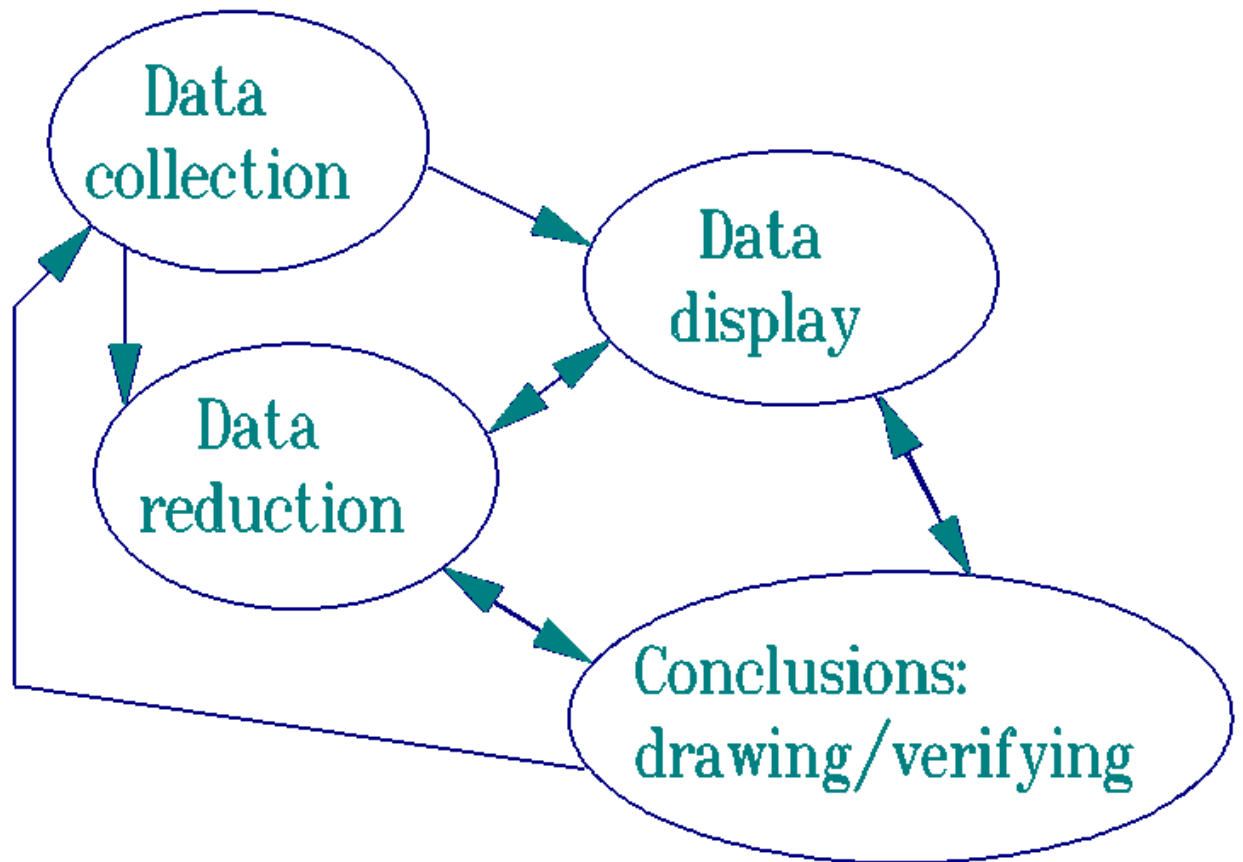 Data
collection
Data
display
Data
reduction
Conclusions:
drawing/verifying